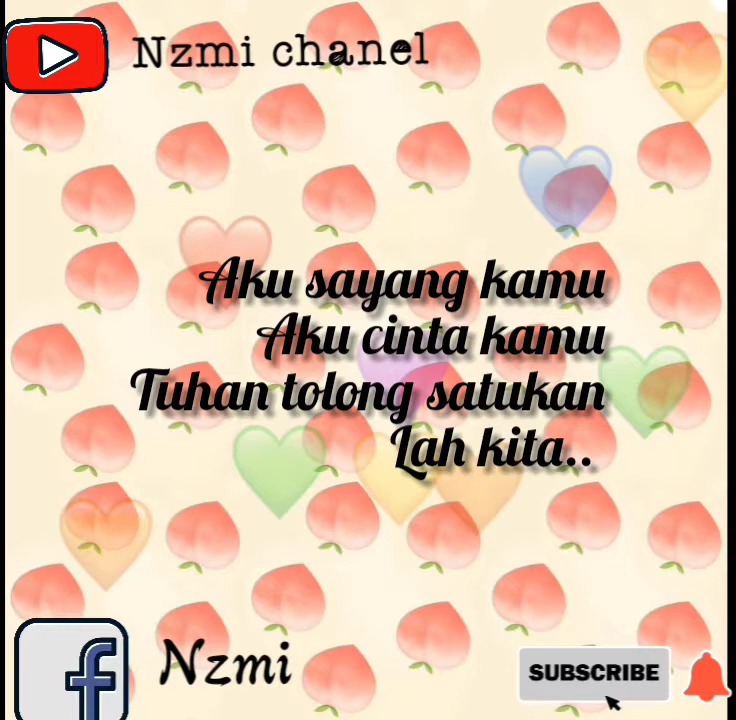 Nzmi chanel
Aku sayang kamu
Aku cinta kamu
Tuhan tolong satukan
Lah kita..
Nzmi
SUBSCRIBE